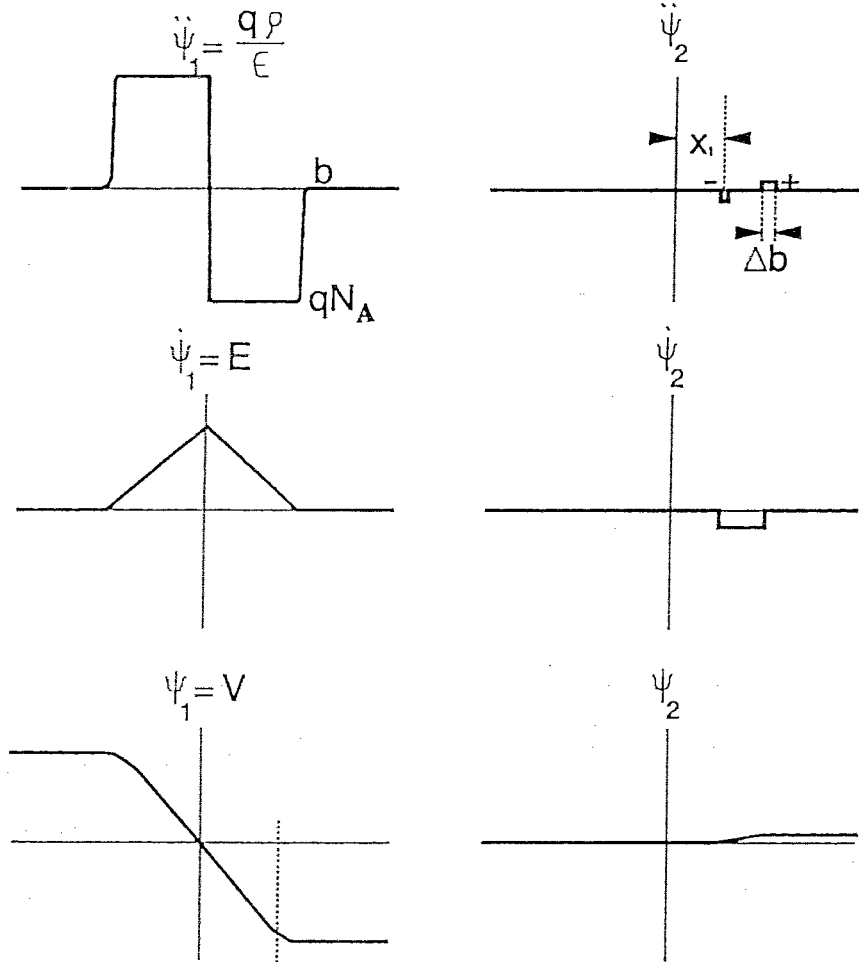 ψ̈₁ = qρ/ϵ
b
qN_A
ψ̈₂
x₁
- +
Δb
ψ̇₁ = E
ψ̇₂
ψ₁ = V
ψ₂